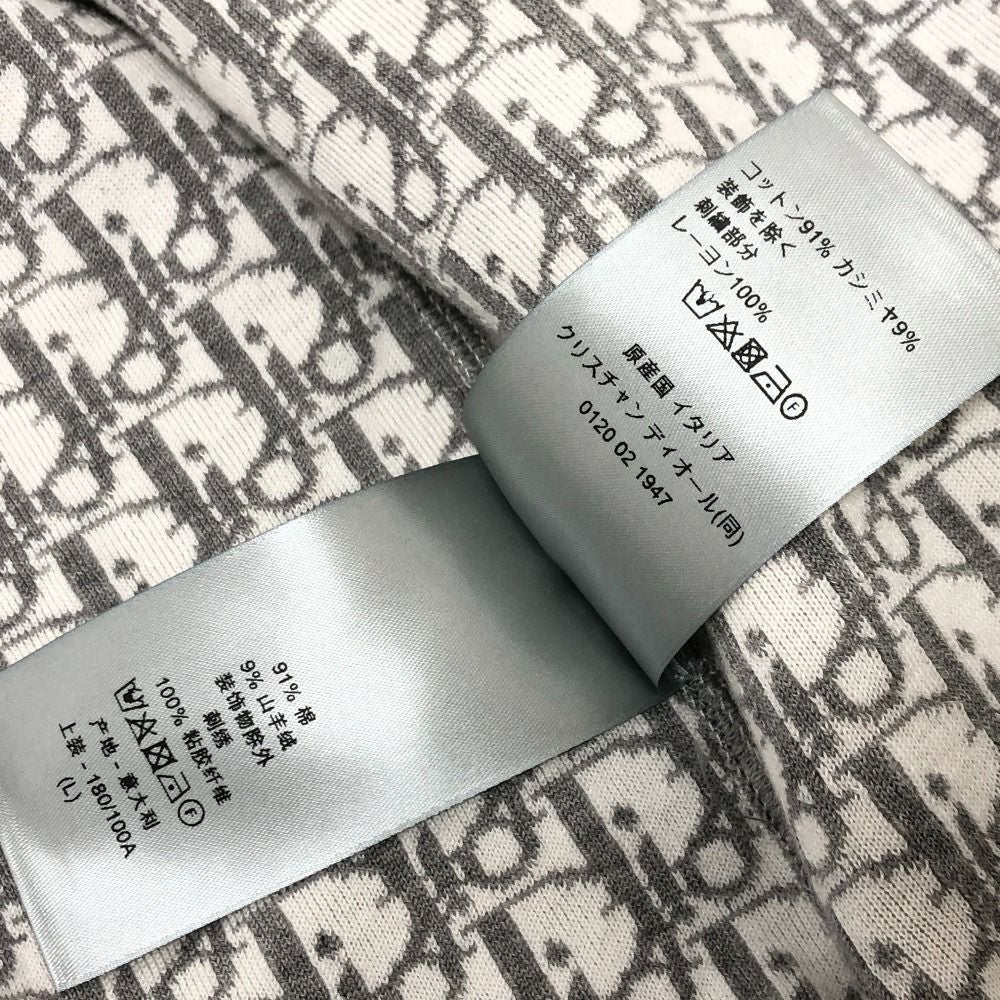 コットン91% カシミヤ9%
装飾を除く
刺繍部分
レーヨン100%
F
原産国 イタリア
クリスチャン ディオール(同)
0120 02 1947
91% 棉
9% 山羊绒
装饰物除外
刺绣
100% 粘胶纤维
F
产地 - 意大利
上装 - 180/100A
(L)